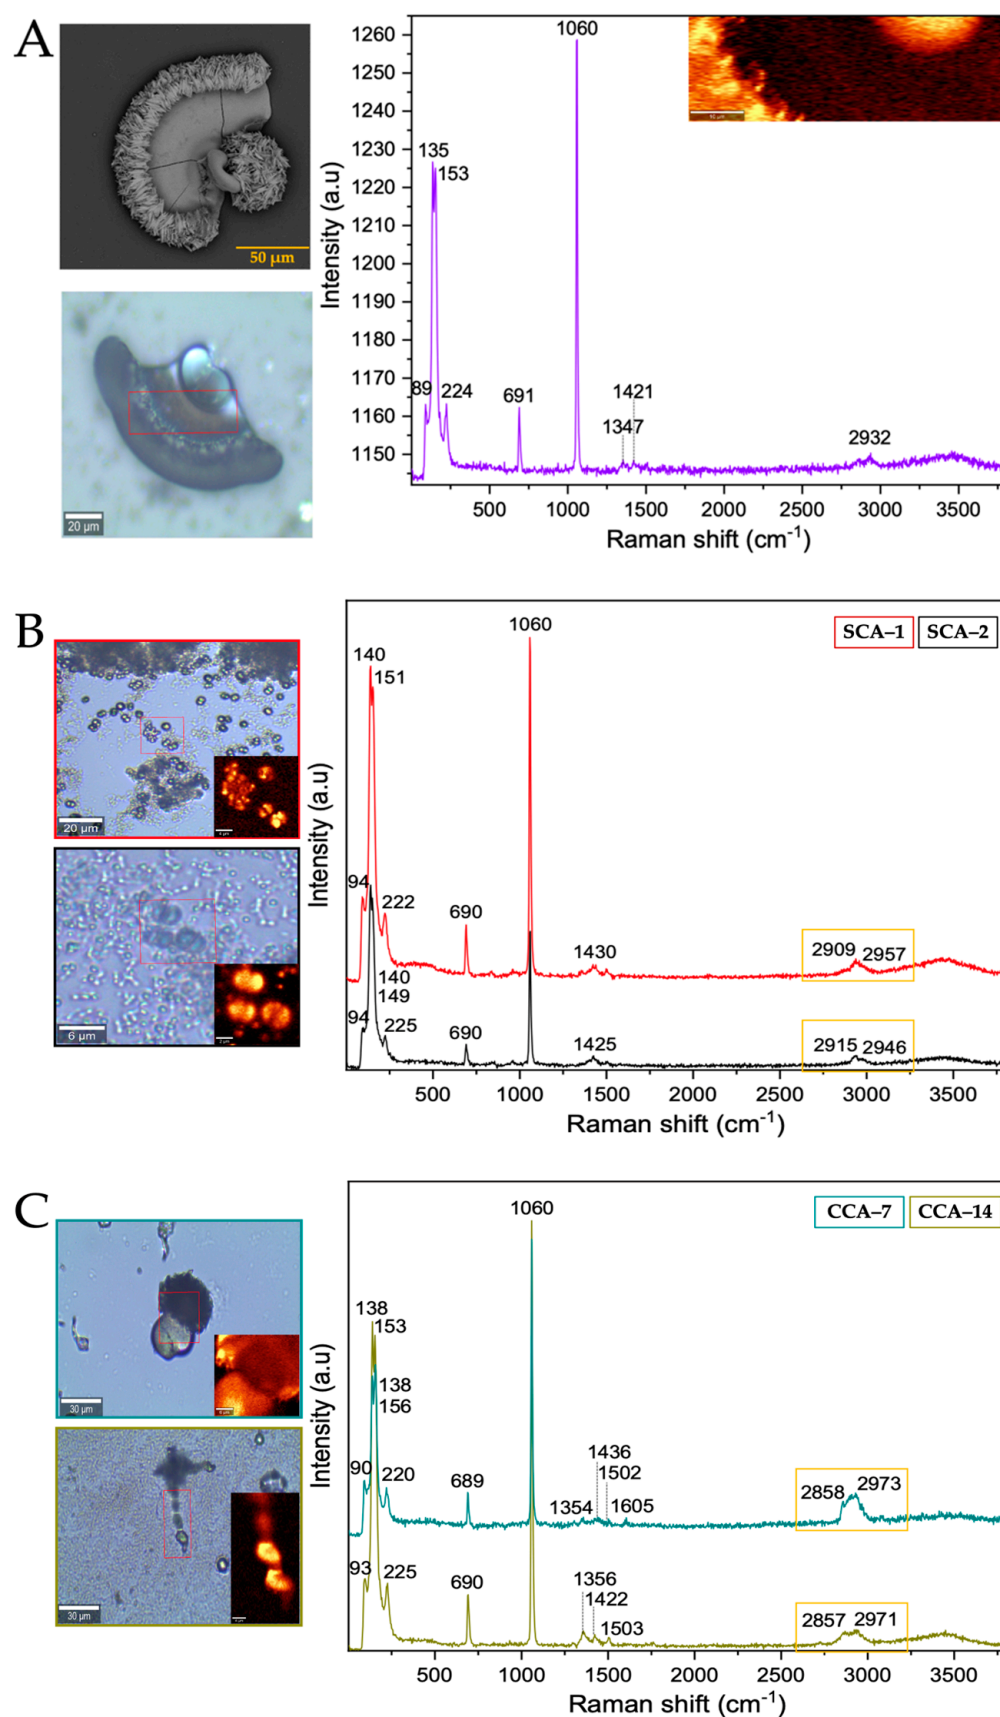 A
50 µm
20 µm
Intensity (a.u)
1260
1250
1240
1230
1220
1210
1200
1190
1180
1170
1160
1150
1060
135
153
89
224
691
1347
1421
2932
500 1000 1500 2000 2500 3000 3500
Raman shift (cm⁻¹)
B
20 µm
6 µm
Intensity (a.u)
SCA–1 SCA–2
1060
140
151
94
222
690
1430
2909 2957
140
149
94
225
690
1425
2915 2946
500 1000 1500 2000 2500 3000 3500
Raman shift (cm⁻¹)
C
30 µm
30 µm
Intensity (a.u)
CCA–7 CCA–14
1060
138
153
138
156
90
220
689
1354
1436
1502
1605
2858 2973
93
225
690
1356
1422
1503
2857 2971
500 1000 1500 2000 2500 3000 3500
Raman shift (cm⁻¹)